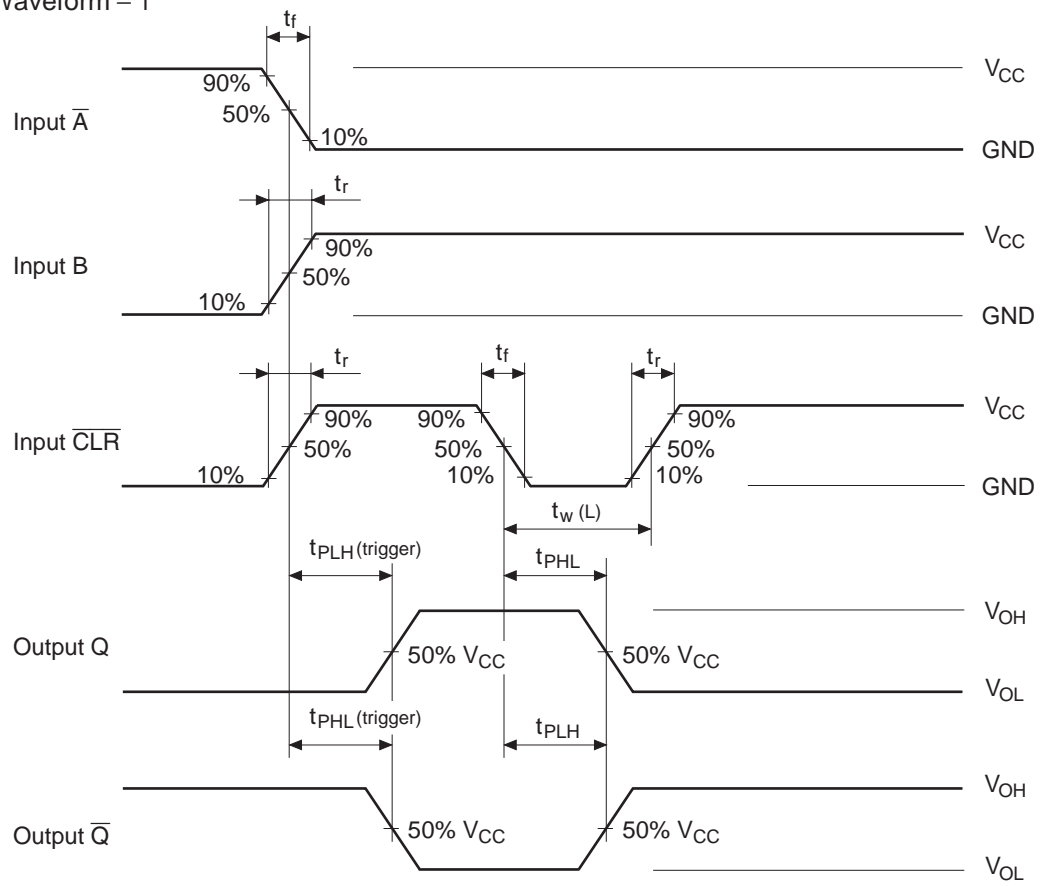 Waveform – 1
tf
90%
VCC
Input A̅
50%
10%
GND
tr
VCC
90%
Input B
50%
10%
GND
tr
tf
tr
VCC
90%
90%
90%
Input C̅L̅R̅
50%
50%
50%
10%
10%
10%
GND
tw (L)
tPLH (trigger)
tPHL
VOH
Output Q
50% VCC
50% VCC
VOL
tPHL (trigger)
tPLH
VOH
Output Q̅
50% VCC
50% VCC
VOL